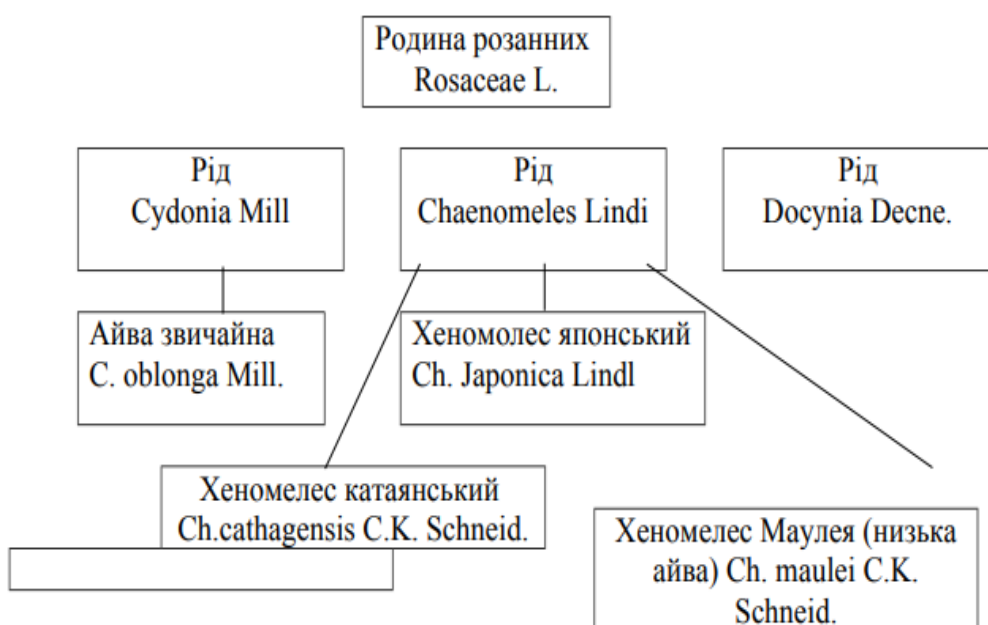 Родина розанних
Rosaceae L.
Рід
Cydonia Mill
Рід
Chaenomeles Lindi
Рід
Docynia Decne.
Айва звичайна
C. oblonga Mill.
Хеномолес японський
Ch. Japonica Lindl
Хеномелес катаянський
Ch.cathagensis C.K. Schneid.
Хеномелес Маулея (низька
айва) Ch. maulei C.K.
Schneid.